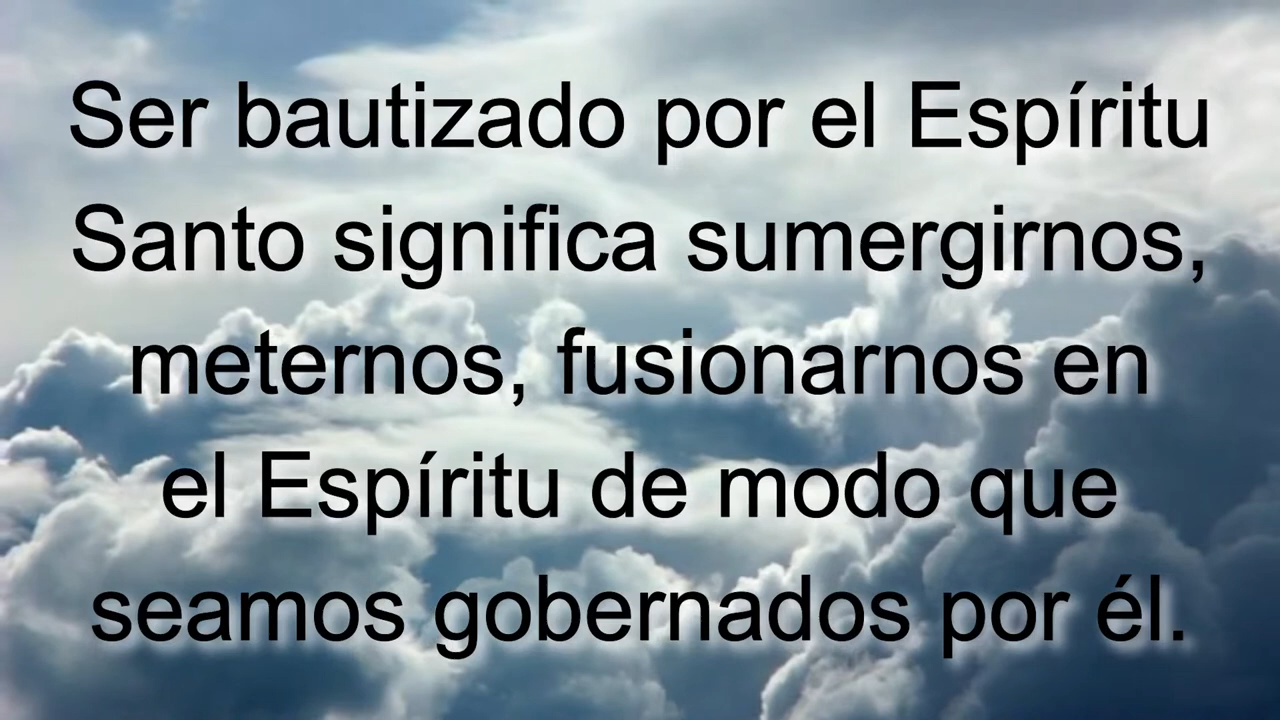 Ser bautizado por el Espíritu
Santo significa sumergirnos,
meternos, fusionarnos en
el Espíritu de modo que
seamos gobernados por él.